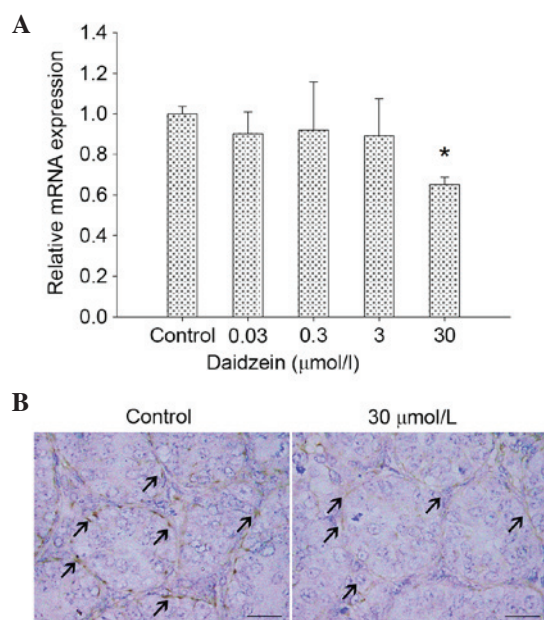 A
1.4
1.2
1.0
0.8
0.6
0.4
0.2
0.0
Relative mRNA expression
*
Control 0.03 0.3 3 30
Daidzein (μmol/l)
B
Control 30 μmol/L